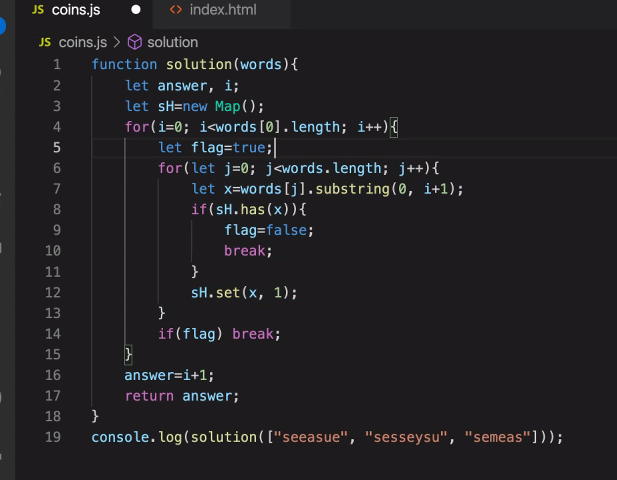 JS coins.js ● <> index.html
JS coins.js > solution
1 function solution(words){
2 let answer, i;
3 let sH=new Map();
4 for(i=0; i<words[0].length; i++){
5 let flag=true;
6 for(let j=0; j<words.length; j++){
7 let x=words[j].substring(0, i+1);
8 if(sH.has(x)){
9 flag=false;
10 break;
11 }
12 sH.set(x, 1);
13 }
14 if(flag) break;
15 }
16 answer=i+1;
17 return answer;
18 }
19 console.log(solution(["seeasue", "sesseysu", "semeas"]));